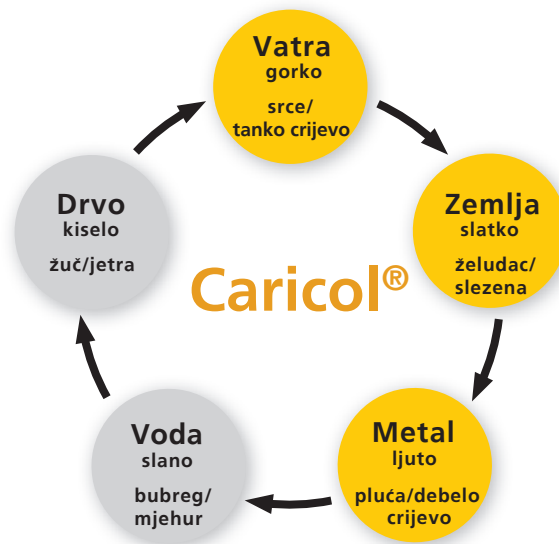 Vatra
gorko
srce/
tanko crijevo
Zemlja
slatko
želudac/
slezena
Metal
ljuto
pluća/debelo
crijevo
Voda
slano
bubreg/
mjehur
Drvo
kiselo
žuč/jetra
Caricol®